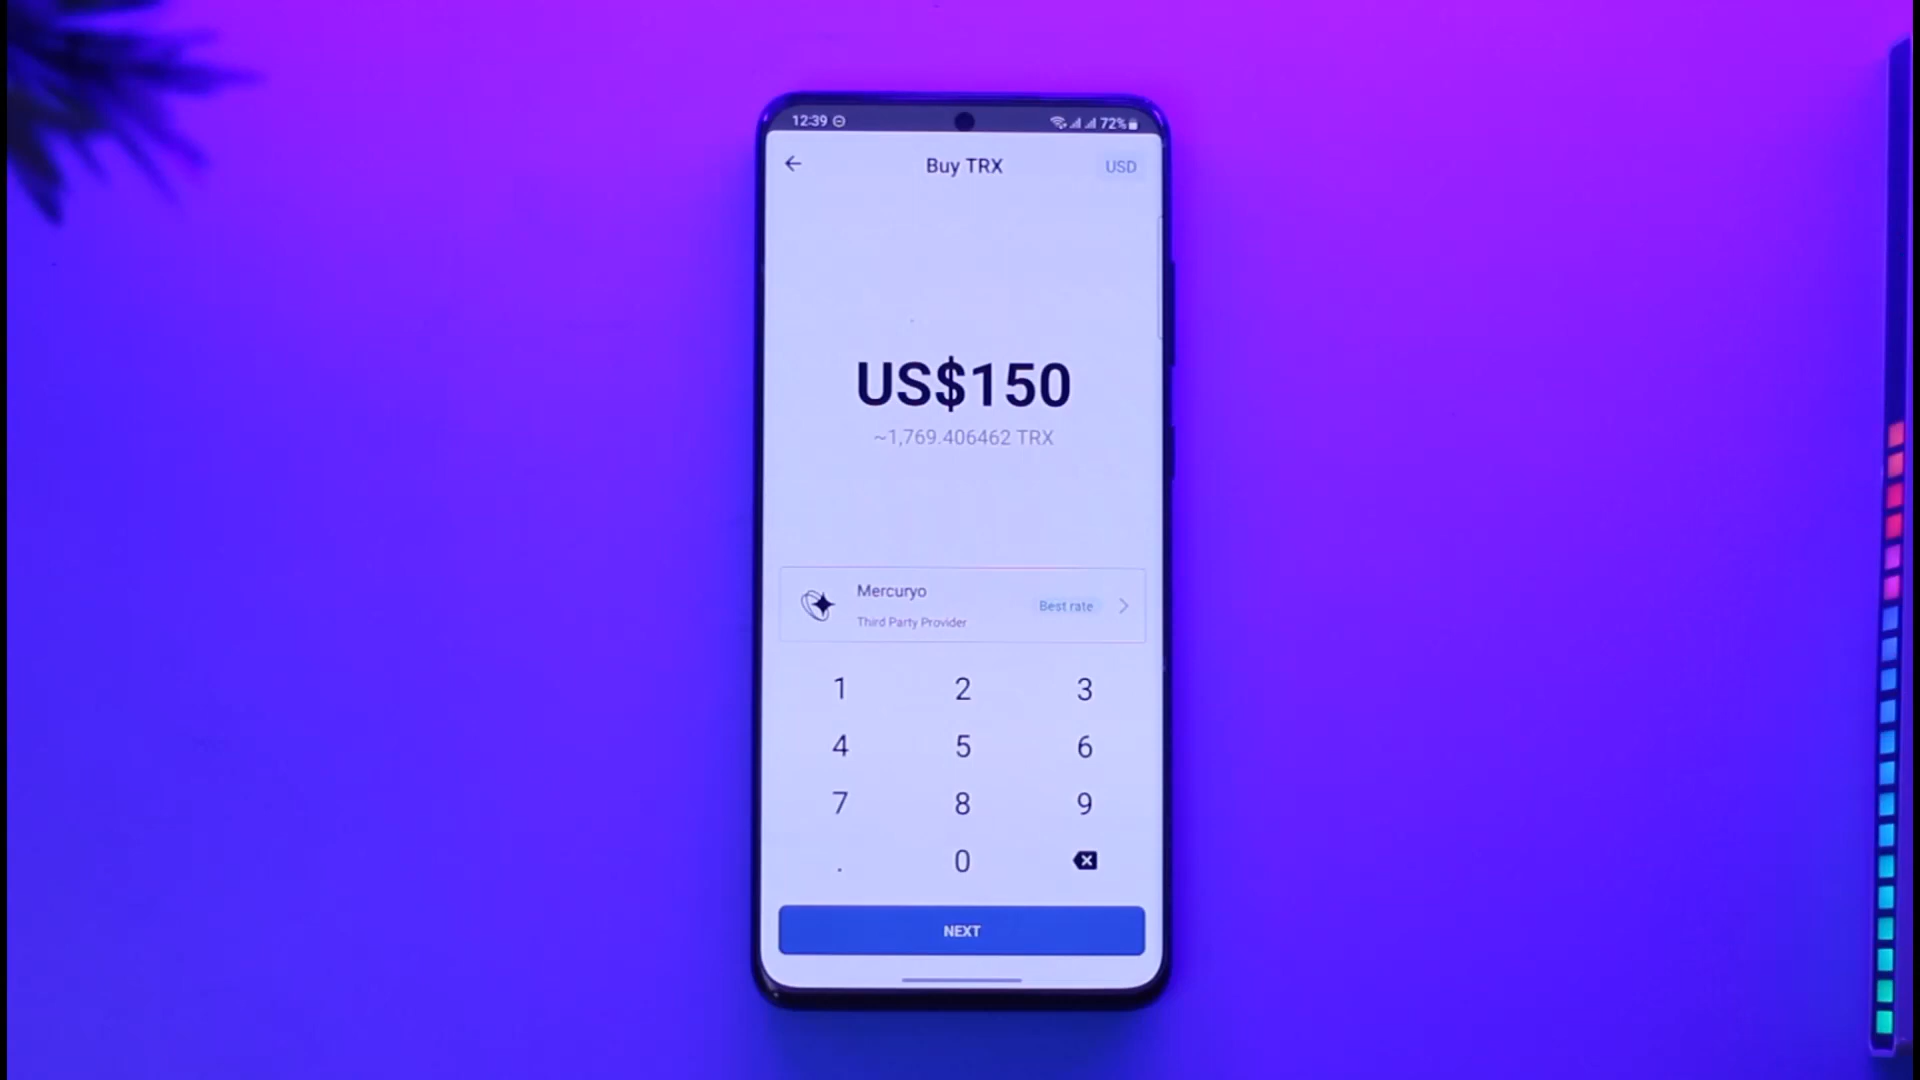 12:39 72%
Buy TRX USD
US$150
~1,769.406462 TRX
Mercuryo
Best rate
Third Party Provider
1 2 3
4 5 6
7 8 9
. 0
NEXT